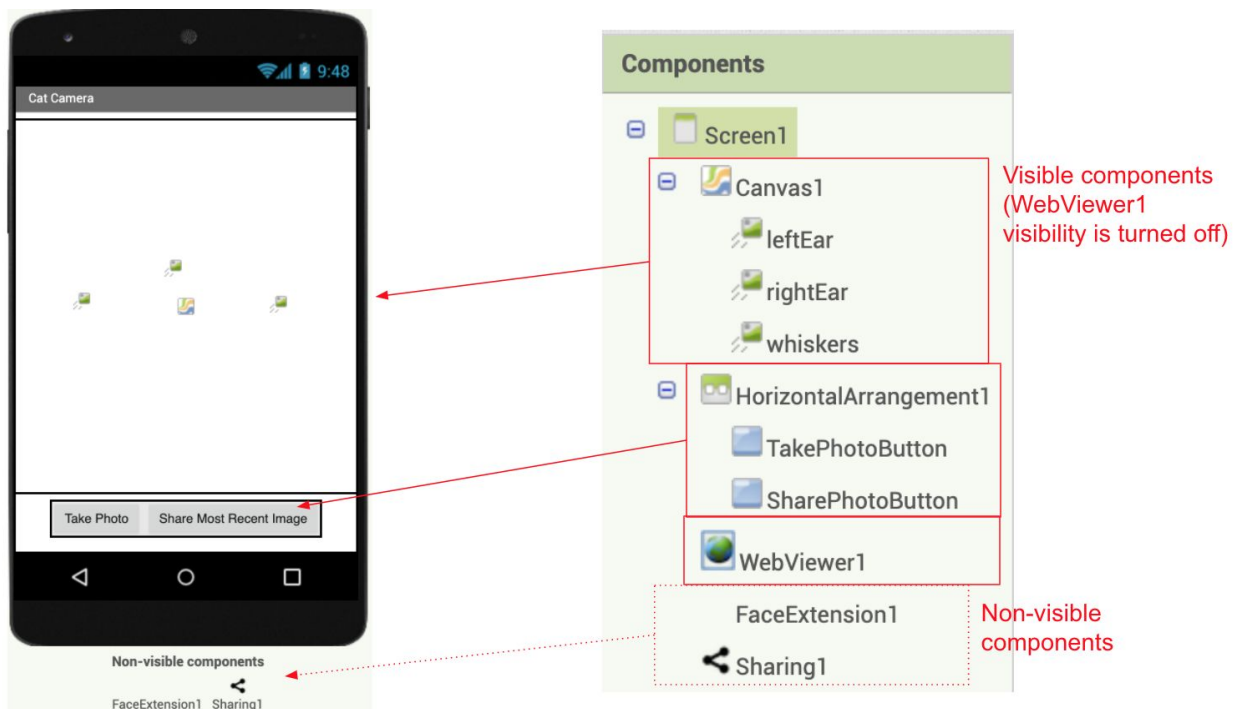 9:48
Cat Camera
Take Photo
Share Most Recent Image
Non-visible components
FaceExtension1
Sharing1
Components
Screen1
Canvas1
leftEar
rightEar
whiskers
HorizontalArrangement1
TakePhotoButton
SharePhotoButton
WebViewer1
FaceExtension1
Sharing1
Visible components
(WebViewer1
visibility is turned off)
Non-visible
components